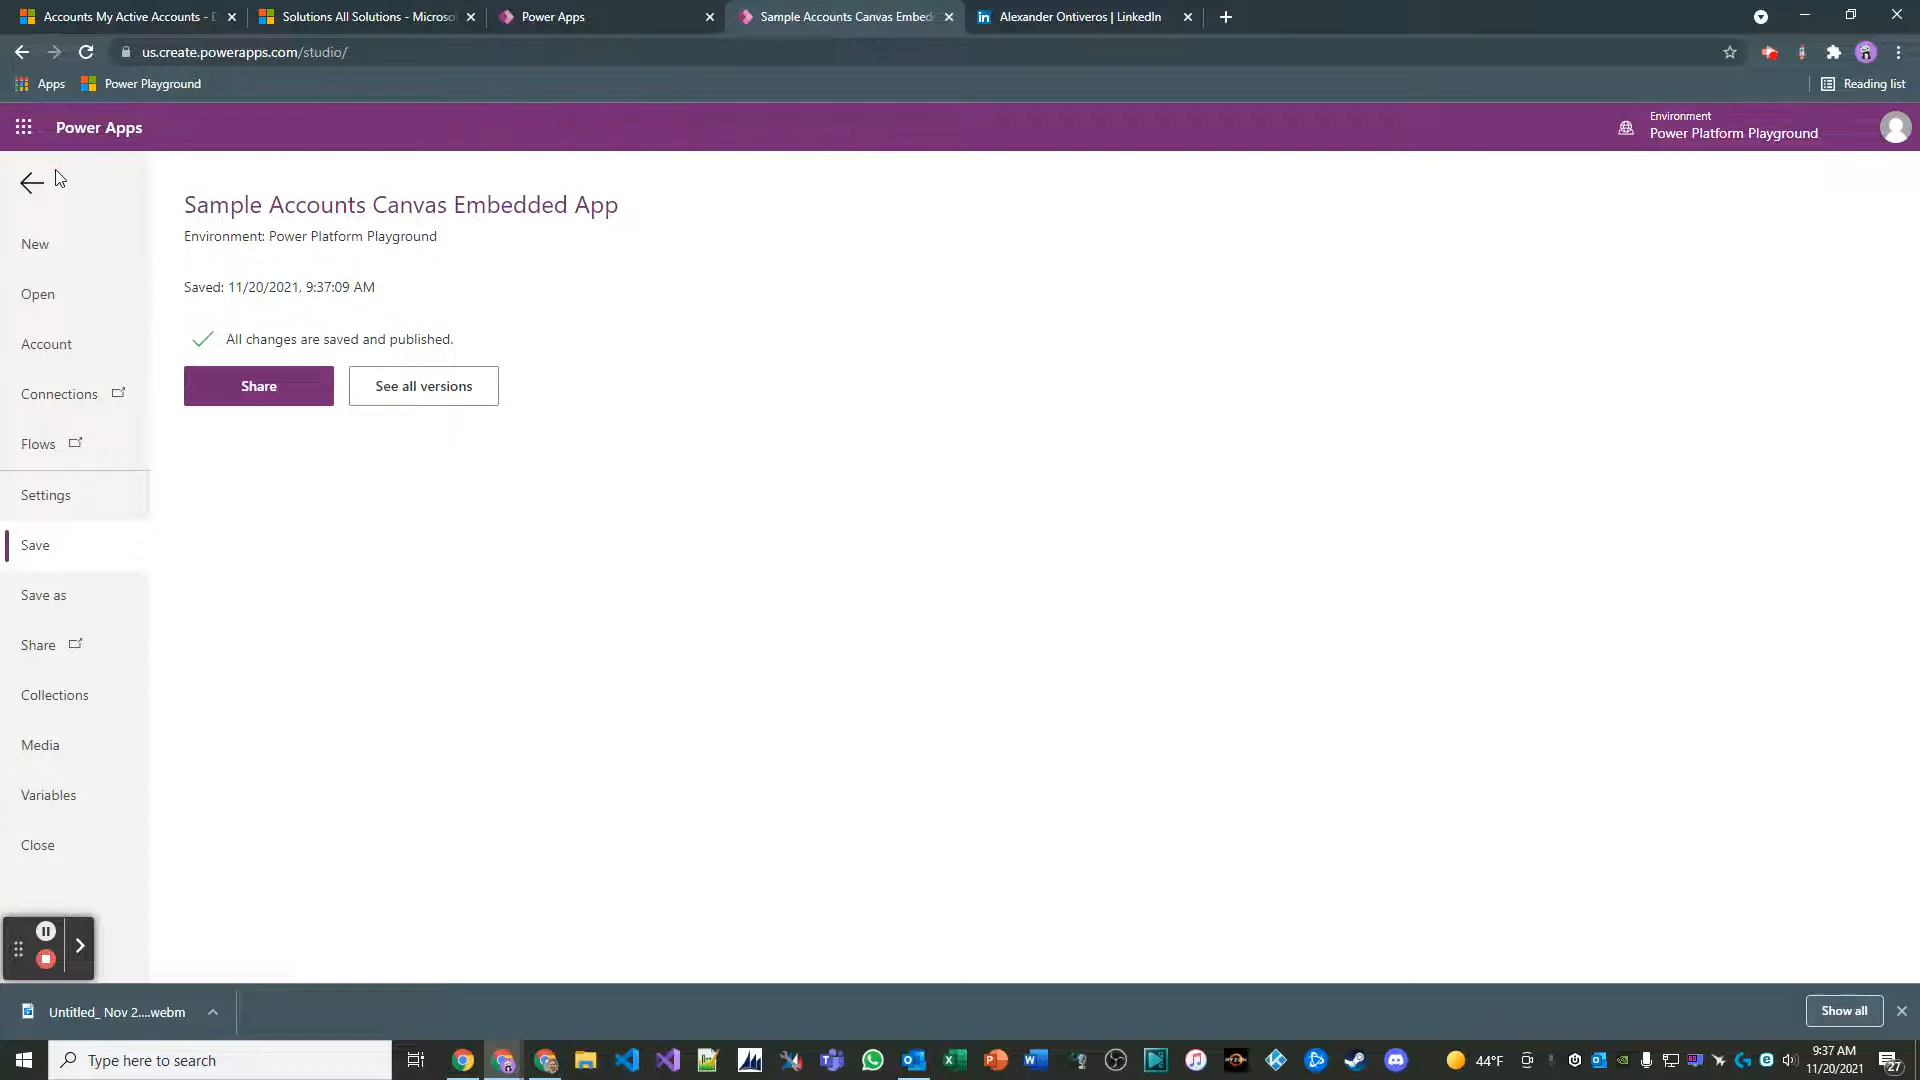 Accounts My Active Accounts - D
Solutions All Solutions - Microso
Power Apps
Sample Accounts Canvas Embed
Alexander Ontiveros | LinkedIn
us.create.powerapps.com/studio/
Apps
Power Playground
Reading list
Power Apps
Environment
Power Platform Playground
Sample Accounts Canvas Embedded App
Environment: Power Platform Playground
New
Saved: 11/20/2021, 9:37:09 AM
Open
All changes are saved and published.
Account
Share
See all versions
Connections
Flows
Settings
Save
Save as
Share
Collections
Media
Variables
Close
Untitled_ Nov 2....webm
Show all
Type here to search
44°F
9:37 AM
11/20/2021
27